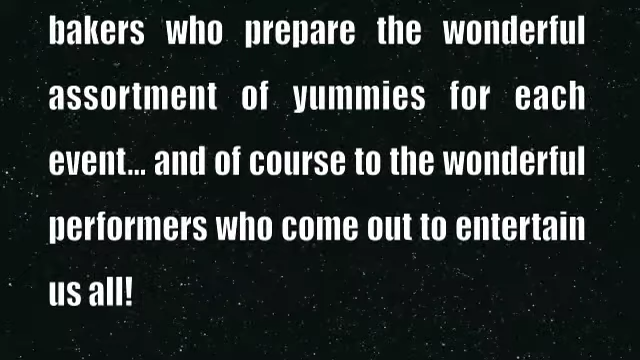 bakers who prepare the wonderful
assortment of yummies for each
event... and of course to the wonderful
performers who come out to entertain
us all!